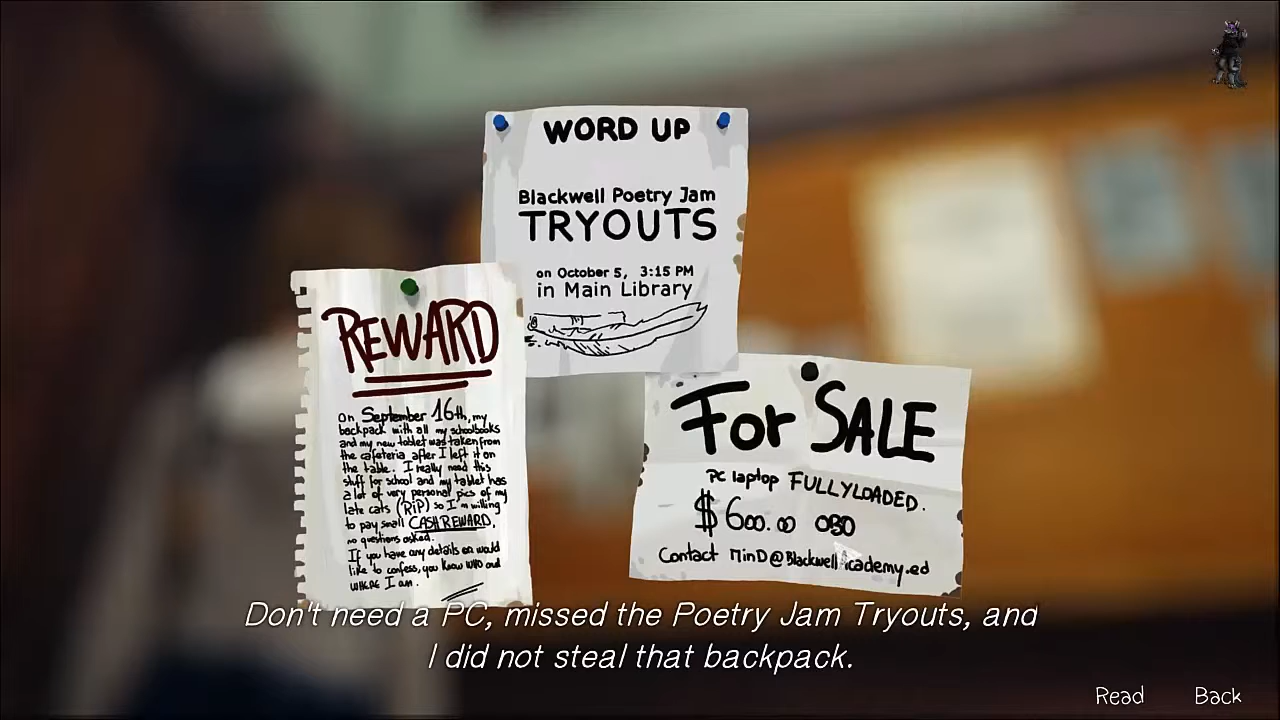 WORD UP
Blackwell Poetry Jam
TRYOUTS
on October 5, 3:15 PM
in Main Library
REWARD
On September 16th, my
backpack with all my schoolbooks
and my new tablet was taken from
the cafeteria after I left it on
the table. I really need this
stuff for school and my tablet has
a lot of very personal pics of my
late cats (RiP) so I'm willing
to pay small CASH REWARD,
no questions asked.
If you have any details or would
like to confess, you know WHO and
WHERE I am.
For SALE
PC laptop FULLYLOADED.
$600.00 OBO
Contact MinD@BlackwellAcademy.ed
Don't need a PC, missed the Poetry Jam Tryouts, and
I did not steal that backpack.
Read
Back